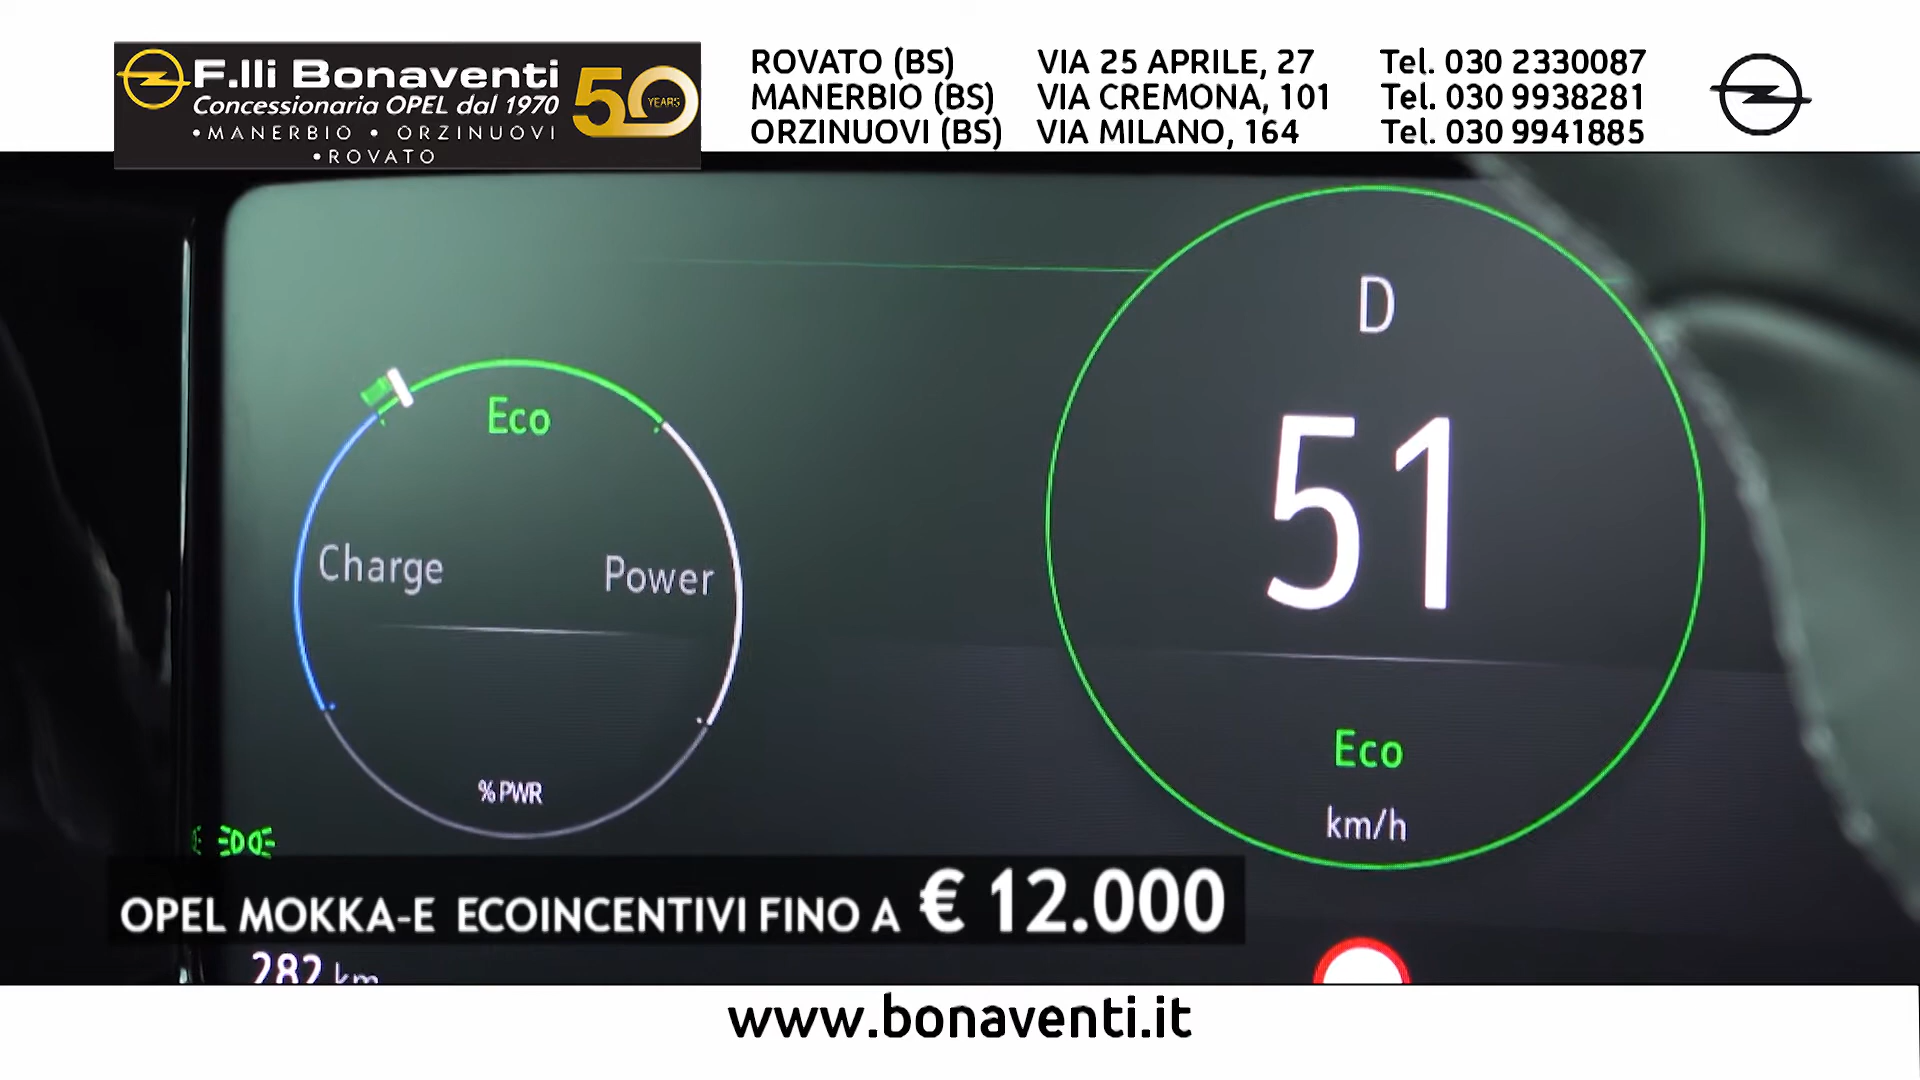 F.lli Bonaventi
Concessionaria OPEL dal 1970
•MANERBIO • ORZINUOVI
•ROVATO
50 YEARS
ROVATO (BS) VIA 25 APRILE, 27 Tel. 030 2330087
MANERBIO (BS) VIA CREMONA, 101 Tel. 030 9938281
ORZINUOVI (BS) VIA MILANO, 164 Tel. 030 9941885
D
51
Eco
km/h
Eco
Charge Power
% PWR
OPEL MOKKA-E ECOINCENTIVI FINO A € 12.000
282 km
www.bonaventi.it